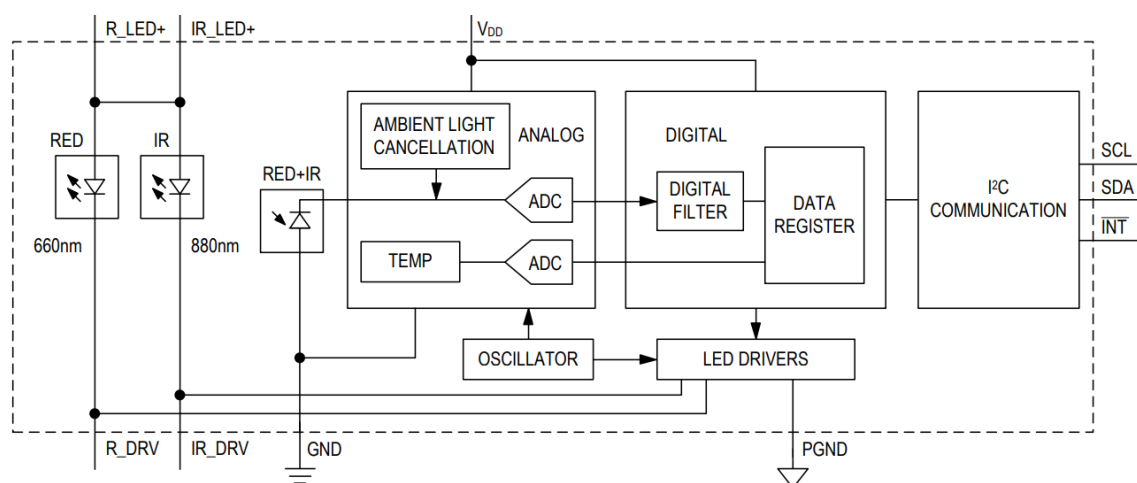 R_LED+
IR_LED+
VDD
RED
IR
660nm
880nm
RED+IR
AMBIENT LIGHT
CANCELLATION
ANALOG
ADC
TEMP
ADC
DIGITAL
DIGITAL
FILTER
DATA
REGISTER
I²C
COMMUNICATION
SCL
SDA
INT
OSCILLATOR
LED DRIVERS
R_DRV
IR_DRV
GND
PGND